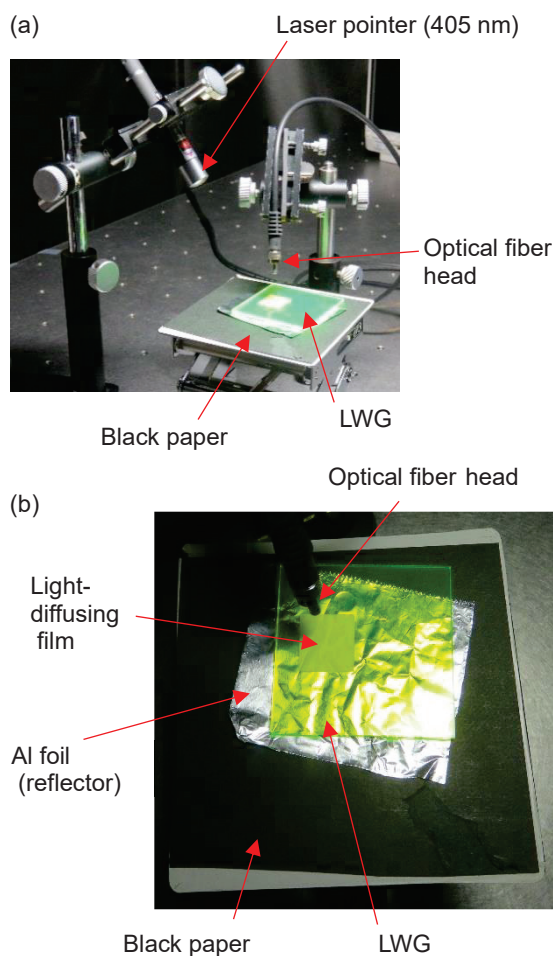 (a)
Laser pointer (405 nm)
Optical fiber
head
Black paper
LWG
(b)
Optical fiber head
Light-
diffusing
film
Al foil
(reflector)
Black paper
LWG